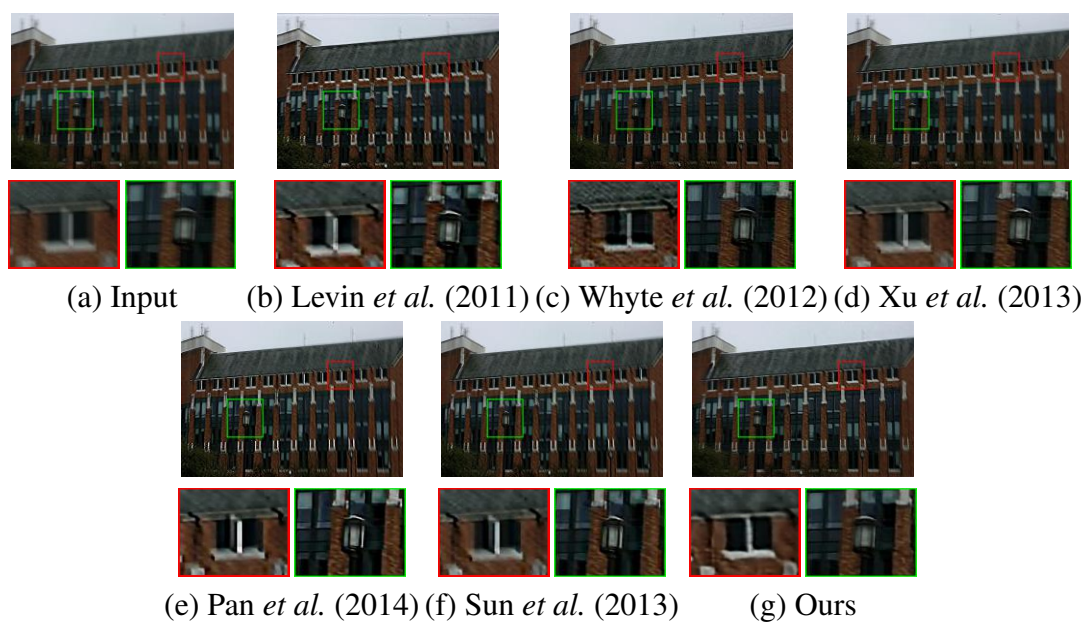 (a) Input (b) Levin et al. (2011) (c) Whyte et al. (2012) (d) Xu et al. (2013)
(e) Pan et al. (2014) (f) Sun et al. (2013) (g) Ours